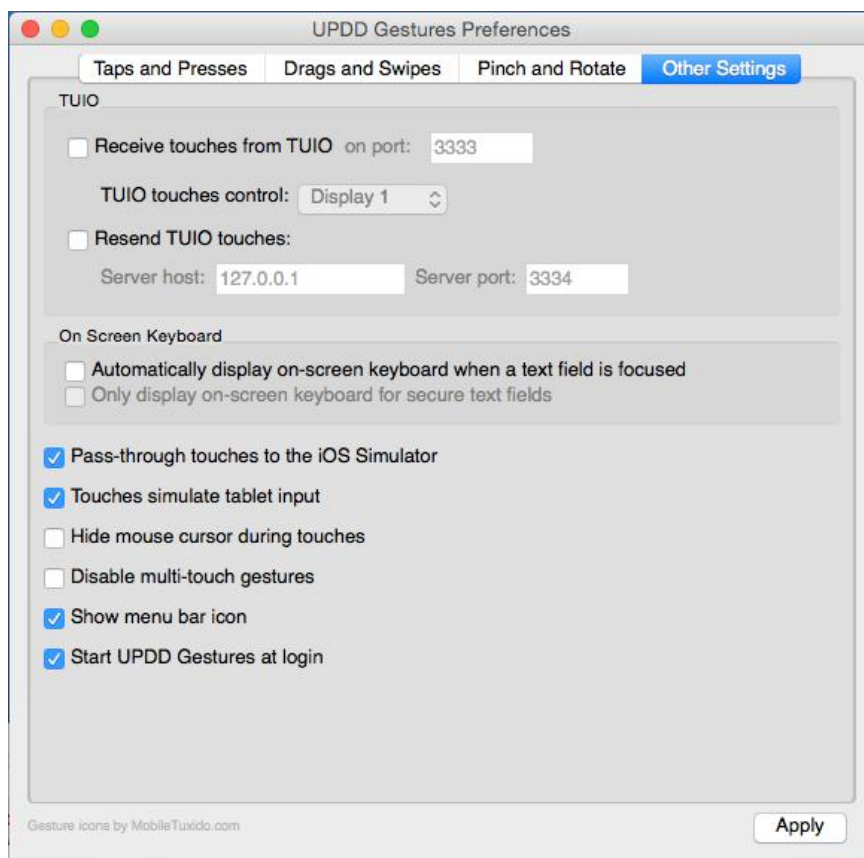 UPDD Gestures Preferences
Taps and Presses Drags and Swipes Pinch and Rotate Other Settings
TUIO
Receive touches from TUIO on port: 3333
TUIO touches control: Display 1
Resend TUIO touches:
Server host: 127.0.0.1 Server port: 3334
On Screen Keyboard
Automatically display on-screen keyboard when a text field is focused
Only display on-screen keyboard for secure text fields
Pass-through touches to the iOS Simulator
Touches simulate tablet input
Hide mouse cursor during touches
Disable multi-touch gestures
Show menu bar icon
Start UPDD Gestures at login
Gesture icons by MobileTuxido.com Apply